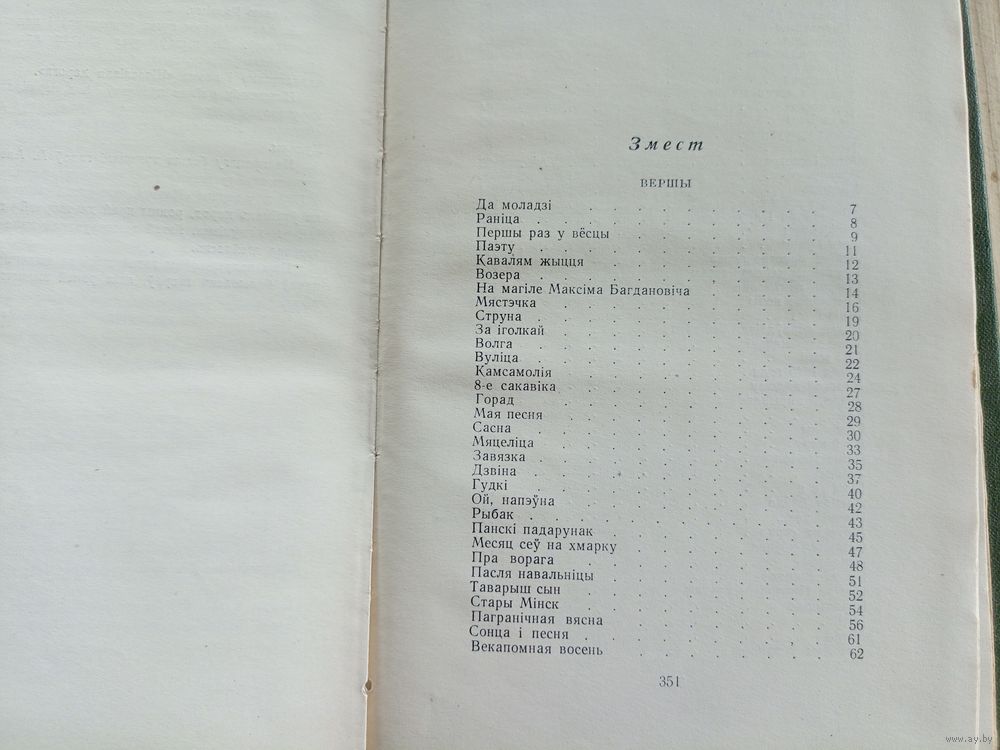 Змест
ВЕРШЫ
Да моладзі . . . . . . . . . . 7
Раніца . . . . . . . . . . . . 8
Першы раз у вёсцы . . . . . . . . 9
Паэту . . . . . . . . . . . . 11
Кавалям жыцця . . . . . . . . . . 12
Возера . . . . . . . . . . . . 13
На магіле Максіма Багдановіча . . . . . 14
Мястэчка . . . . . . . . . . . 16
Струна . . . . . . . . . . . . 19
За іголкай . . . . . . . . . . . 20
Волга . . . . . . . . . . . . 21
Вуліца . . . . . . . . . . . . 22
Камсамолія . . . . . . . . . . . 24
8-е сакавіка . . . . . . . . . . 27
Горад . . . . . . . . . . . . 28
Мая песня . . . . . . . . . . . 29
Сасна . . . . . . . . . . . . 30
Мяцеліца . . . . . . . . . . . 33
Завязка . . . . . . . . . . . . 35
Дзвіна . . . . . . . . . . . . 37
Гудкі . . . . . . . . . . . . 40
Ой, напэўна . . . . . . . . . . 42
Рыбак . . . . . . . . . . . . 43
Панскі падарунак . . . . . . . . . 45
Месяц сеў на хмарку . . . . . . . . 47
Пра ворага . . . . . . . . . . 48
Пасля навальніцы . . . . . . . . . 51
Таварыш сын . . . . . . . . . . 52
Стары Мінск . . . . . . . . . . 54
Пагранічная вясна . . . . . . . . . 56
Сонца і песня . . . . . . . . . . 61
Векапомная восень . . . . . . . . 62
351
www.ay.by